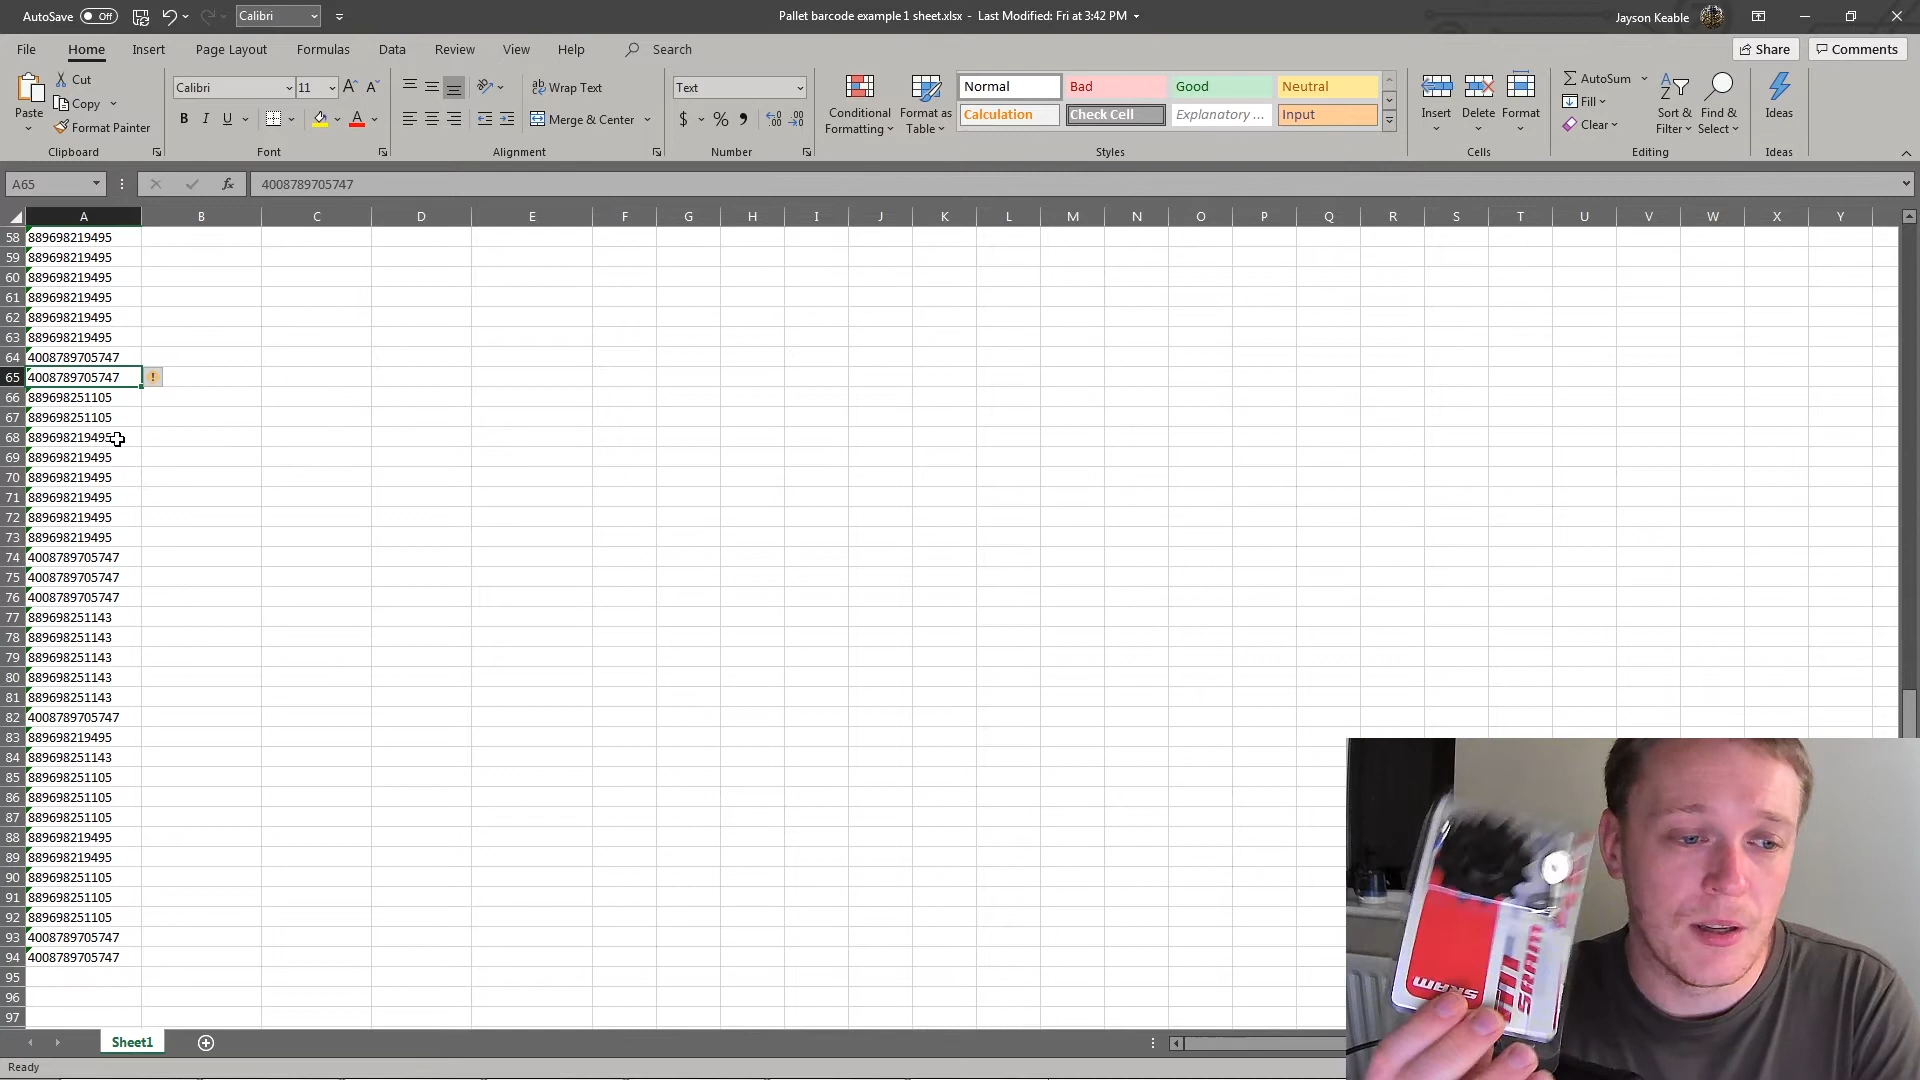 AutoSave Off Calibri Pallet barcode example 1 sheet.xlsx - Last Modified: Fri at 3:42 PM Jayson Keable
File Home Insert Page Layout Formulas Data Review View Help Search Share Comments
Paste
Cut
Copy
Format Painter
Clipboard
Calibri 11
B I U
Font
Wrap Text
Merge & Center
Alignment
Text
$ % ,
Number
Conditional Formatting
Format as Table
Normal Bad Good Neutral
Calculation Check Cell Explanatory ... Input
Styles
Insert Delete Format
Cells
AutoSum
Fill
Clear
Sort & Filter
Find & Select
Editing
Ideas
Ideas
A65 fx 4008789705747
A B C D E F G H I J K L M N O P Q R S T U V W X Y
58 889698219495
59 889698219495
60 889698219495
61 889698219495
62 889698219495
63 889698219495
64 4008789705747
65 4008789705747
66 889698251105
67 889698251105
68 889698219495
69 889698219495
70 889698219495
71 889698219495
72 889698219495
73 889698219495
74 4008789705747
75 4008789705747
76 4008789705747
77 889698251143
78 889698251143
79 889698251143
80 889698251143
81 889698251143
82 4008789705747
83 889698219495
84 889698251143
85 889698251105
86 889698251105
87 889698251105
88 889698219495
89 889698219495
90 889698251105
91 889698251105
92 889698251105
93 4008789705747
94 4008789705747
95
96
97
Sheet1
Ready
SRAM
SRAM